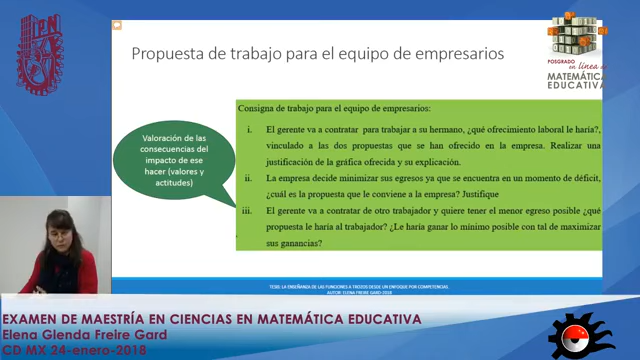 Propuesta de trabajo para el equipo de empresarios
POSGRADO
en línea en
MATEMÁTICA
EDUCATIVA
Consigna de trabajo para el equipo de empresarios:
i. El gerente va a contratar para trabajar a su hermano, ¿qué ofrecimiento laboral le haría?,
vinculado a las dos propuestas que se han ofrecido en la empresa. Realizar una
justificación de la gráfica ofrecida y su explicación.
ii. La empresa decide minimizar sus egresos ya que se encuentra en un momento de déficit,
¿cuál es la propuesta que le conviene a la empresa? Justifique
iii. El gerente va a contratar de otro trabajador y quiere tener el menor egreso posible ¿qué
propuesta le haría al trabajador? ¿Le haría ganar lo mínimo posible con tal de maximizar
sus ganancias?
Valoración de las
consecuencias del
impacto de ese
hacer (valores y
actitudes)
TESIS: LA ENSEÑANZA DE LAS FUNCIONES A TROZOS DESDE UN ENFOQUE POR COMPETENCIAS.
AUTOR: ELENA FREIRE GARD-2018
EXAMEN DE MAESTRÍA EN CIENCIAS EN MATEMÁTICA EDUCATIVA
Elena Glenda Freire Gard
CD MX 24-enero-2018